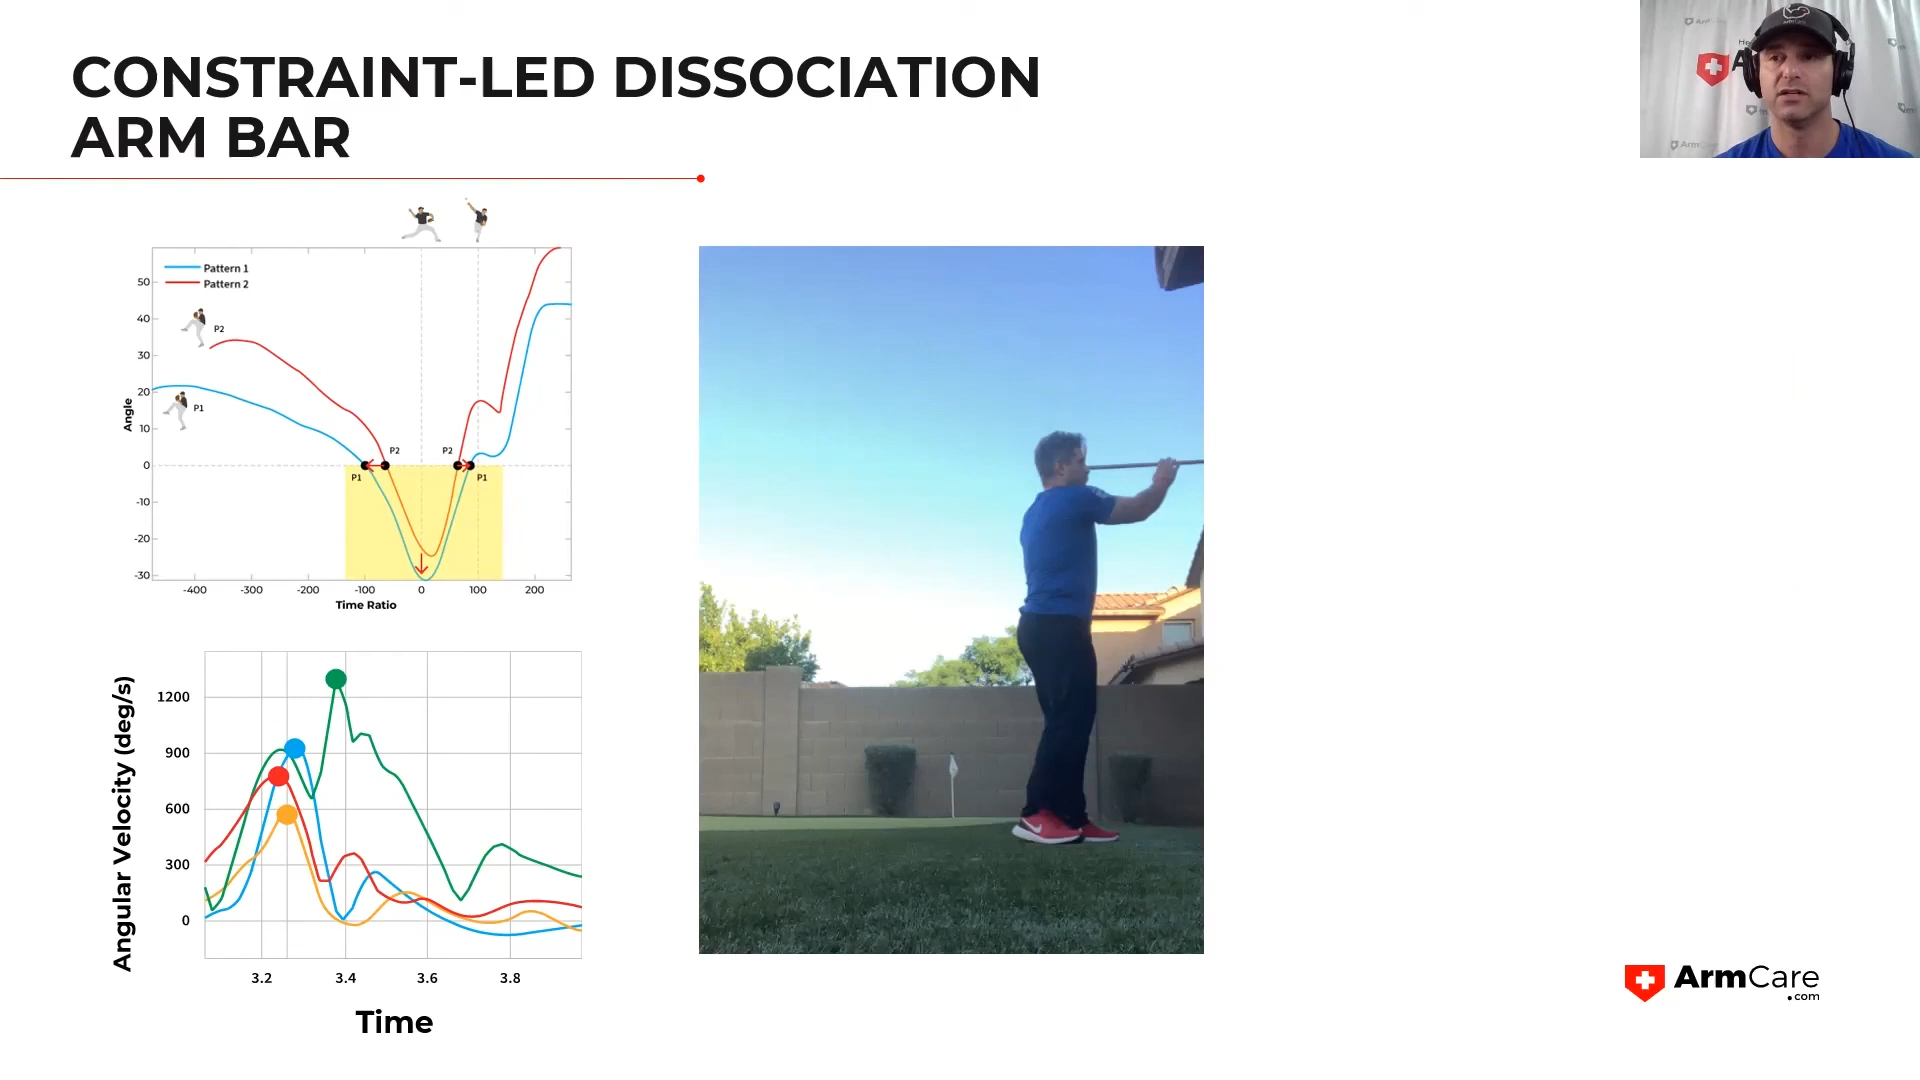 CONSTRAINT-LED DISSOCIATION
ARM BAR
Pattern 1
Pattern 2
50
40
30
20
10
0
-10
-20
-30
Angle
P2
P1
P2
P2
P1
P1
-400 -300 -200 -100 0 100 200
Time Ratio
1200
900
600
300
0
Angular Velocity (deg/s)
3.2 3.4 3.6 3.8
Time
ArmCare
.com